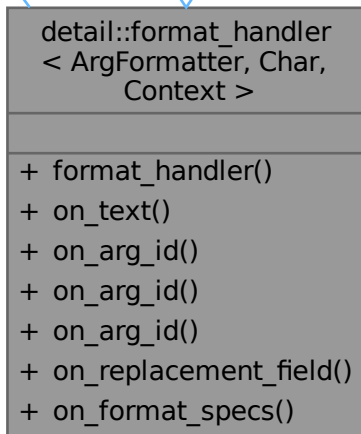 detail::format_handler
< ArgFormatter, Char,
Context >
+ format_handler()
+ on_text()
+ on_arg_id()
+ on_arg_id()
+ on_arg_id()
+ on_replacement_field()
+ on_format_specs()